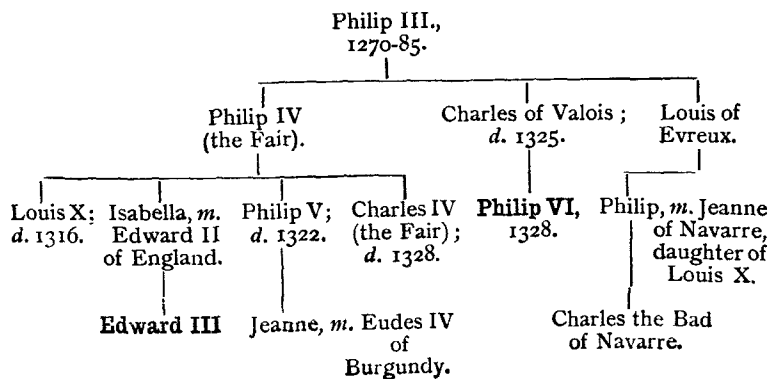 Philip III.,
1270-85.
Philip IV
(the Fair).
Charles of Valois ;
d. 1325.
Louis of
Evreux.
Louis X;
d. 1316.
Isabella, m.
Edward II
of England.
Philip V;
d. 1322.
Charles IV
(the Fair) ;
d. 1328.
Philip VI,
1328.
Philip, m. Jeanne
of Navarre,
daughter of
Louis X.
Edward III
Jeanne, m. Eudes IV
of
Burgundy.
Charles the Bad
of Navarre.